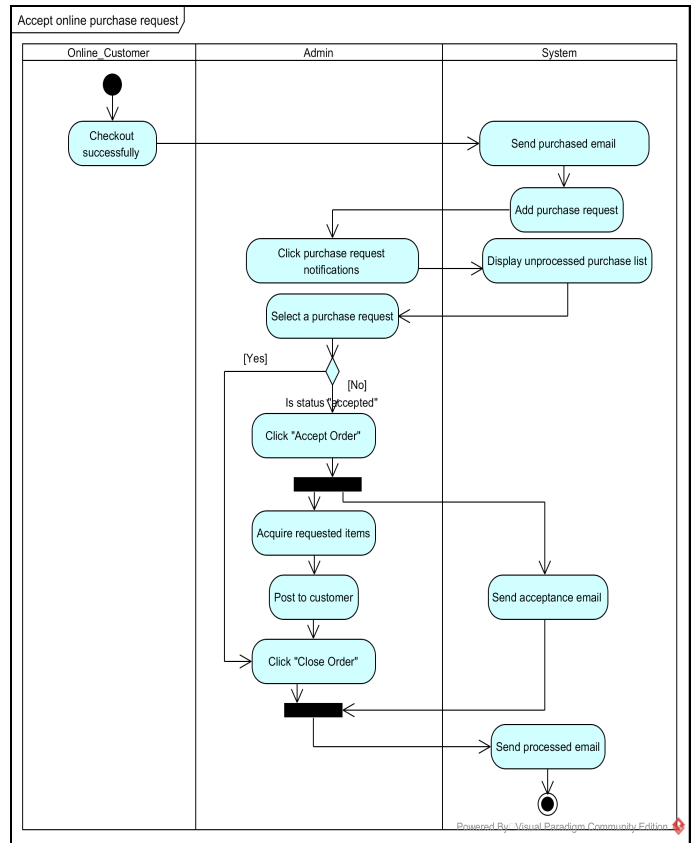 Accept online purchase request
Online_Customer
Admin
System
Checkout
successfully
Send purchased email
Add purchase request
Click purchase request
notifications
Display unprocessed purchase list
Select a purchase request
[Yes]
[No]
Is status "accepted"
Click "Accept Order"
Acquire requested items
Post to customer
Send acceptance email
Click "Close Order"
Send processed email
Powered By: Visual Paradigm Community Edition